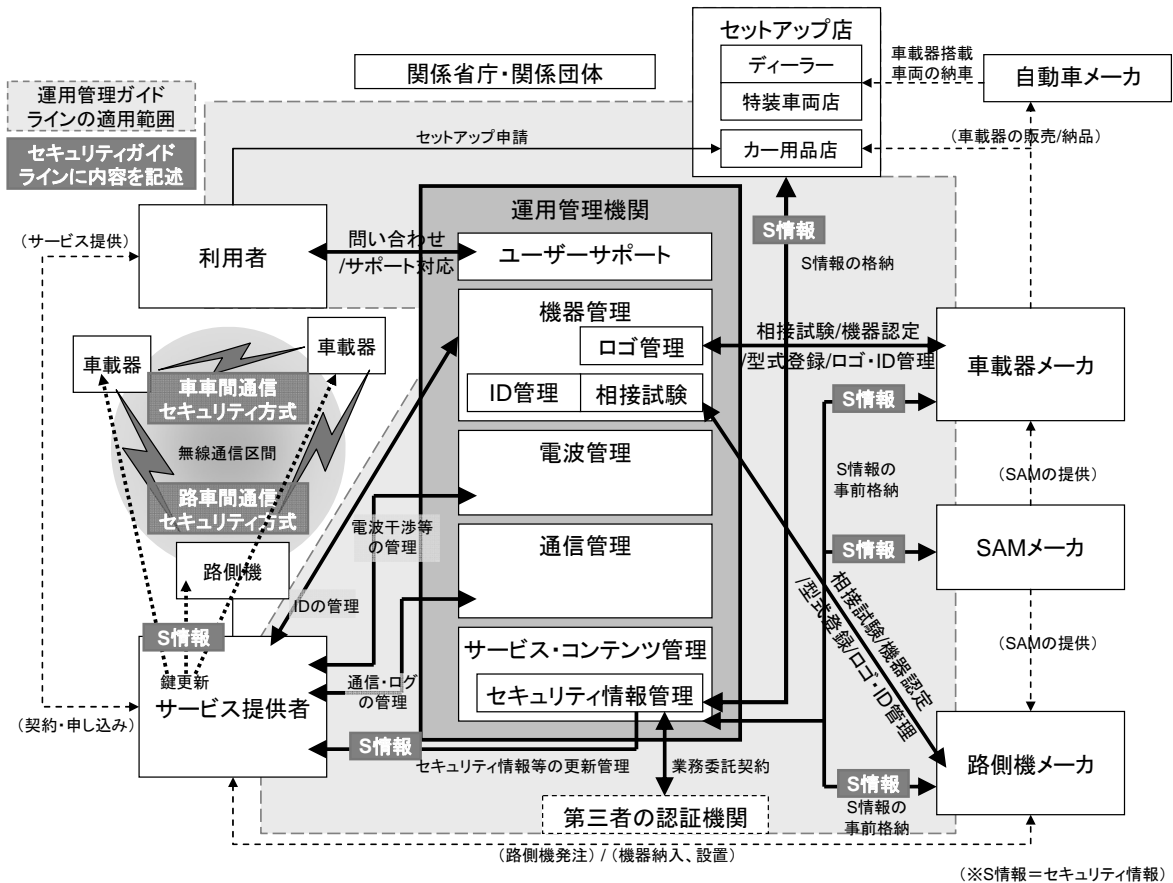 セットアップ店
ディーラー
特装車両店
カー用品店
車載器搭載
車両の納車
自動車メーカ
関係省庁・関係団体
運用管理ガイド
ラインの適用範囲
セキュリティガイド
ラインに内容を記述
セットアップ申請
(車載器の販売/納品)
運用管理機関
S情報
S情報の格納
(サービス提供)
利用者
問い合わせ
/サポート対応
ユーザーサポート
機器管理
ロゴ管理
ID管理
相接試験
相接試験/機器認定
/型式登録/ロゴ・ID管理
車載器メーカ
S情報
車載器
車載器
車車間通信
セキュリティ方式
無線通信区間
路車間通信
セキュリティ方式
路側機
電波管理
S情報の
事前格納
(SAMの提供)
電波干渉等
の管理
通信管理
S情報
SAMメーカ
IDの管理
相接試験/機器認定
/型式登録/ロゴ・ID管理
S情報
鍵更新
サービス提供者
(契約・申し込み)
通信・ログ
の管理
サービス・コンテンツ管理
セキュリティ情報管理
(SAMの提供)
S情報
セキュリティ情報等の更新管理
業務委託契約
路側機メーカ
S情報
S情報の
事前格納
第三者の認証機関
(路側機発注) / (機器納入、設置)
(※S情報=セキュリティ情報)